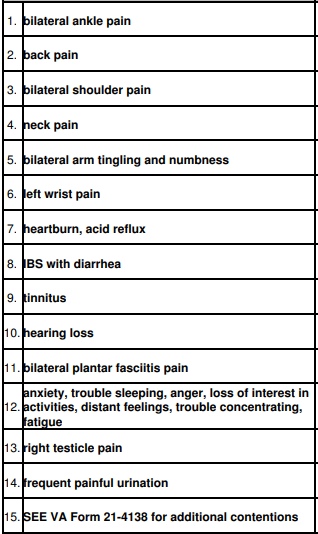 1. bilateral ankle pain
2. back pain
3. bilateral shoulder pain
4. neck pain
5. bilateral arm tingling and numbness
6. left wrist pain
7. heartburn, acid reflux
8. IBS with diarrhea
9. tinnitus
10. hearing loss
11. bilateral plantar fasciitis pain
12. anxiety, trouble sleeping, anger, loss of interest in
activities, distant feelings, trouble concentrating,
fatigue
13. right testicle pain
14. frequent painful urination
15. SEE VA Form 21-4138 for additional contentions